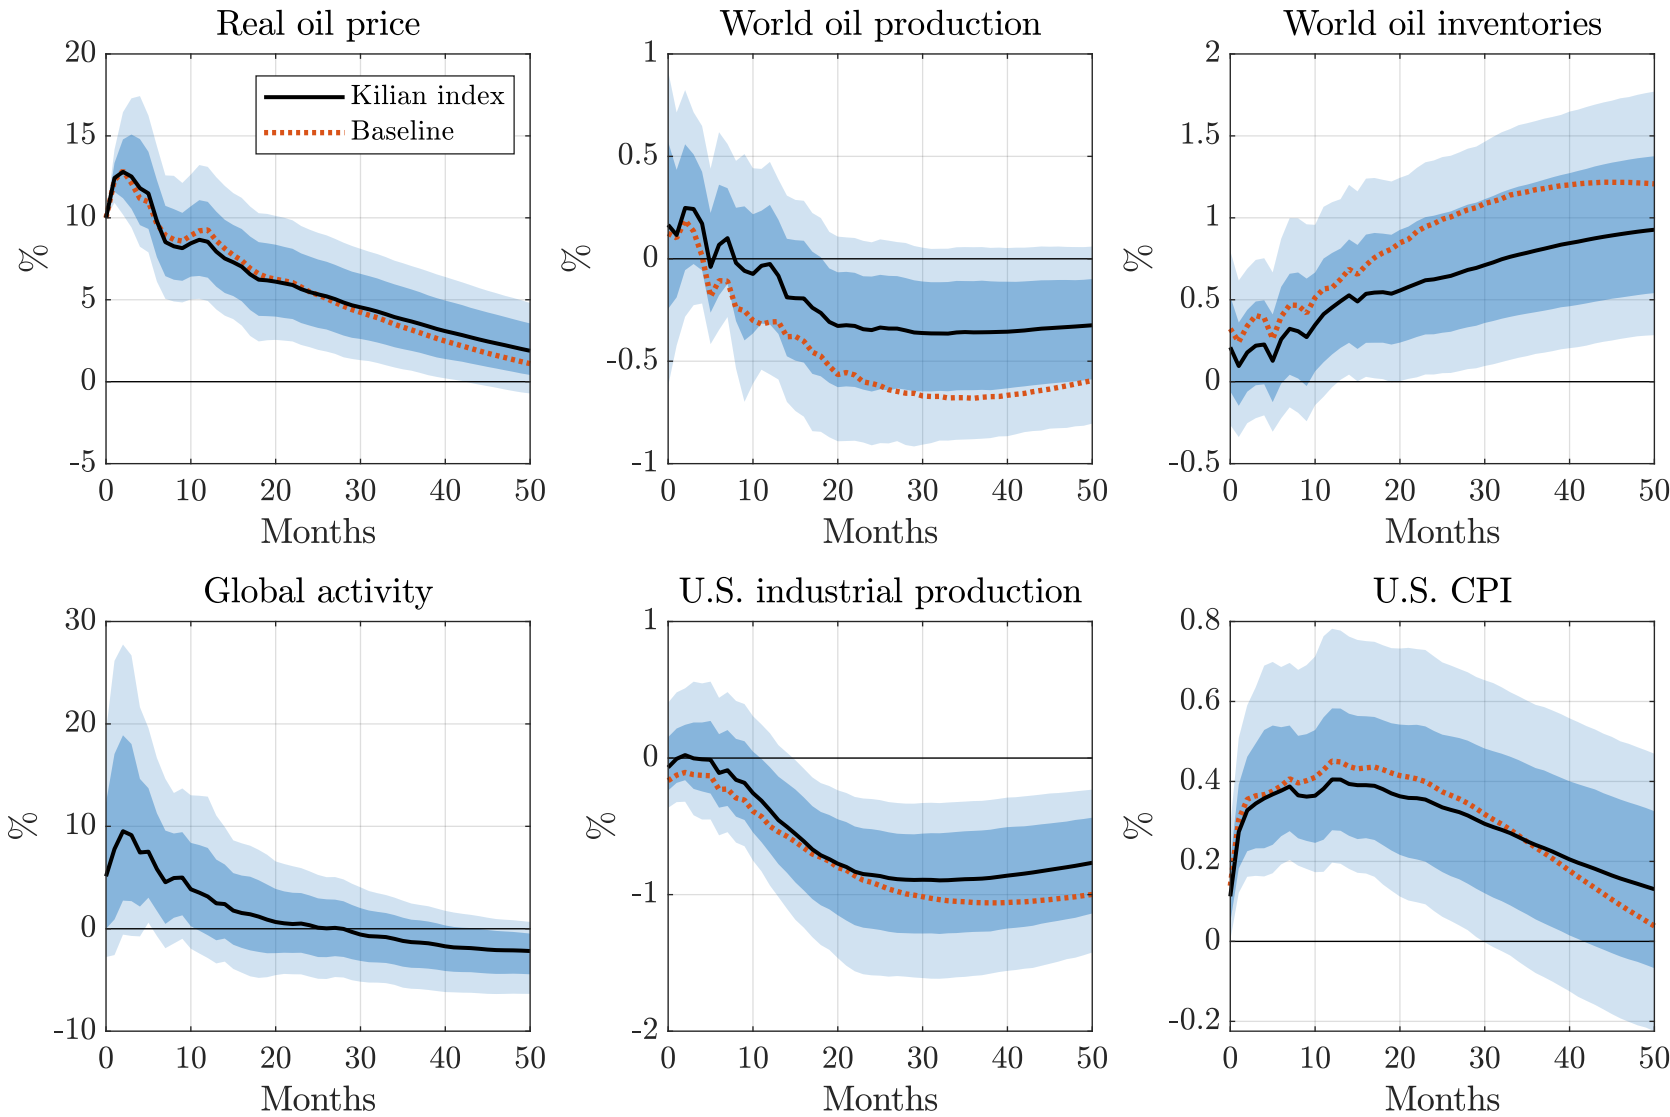 Real oil price
20
15
10
5
0
-5
%
Kilian index
Baseline
0 10 20 30 40 50
Months
World oil production
1
0.5
0
-0.5
-1
%
0 10 20 30 40 50
Months
World oil inventories
2
1.5
1
0.5
0
-0.5
%
0 10 20 30 40 50
Months
Global activity
30
20
10
0
-10
%
0 10 20 30 40 50
Months
U.S. industrial production
1
0
-1
-2
%
0 10 20 30 40 50
Months
U.S. CPI
0.8
0.6
0.4
0.2
0
-0.2
%
0 10 20 30 40 50
Months